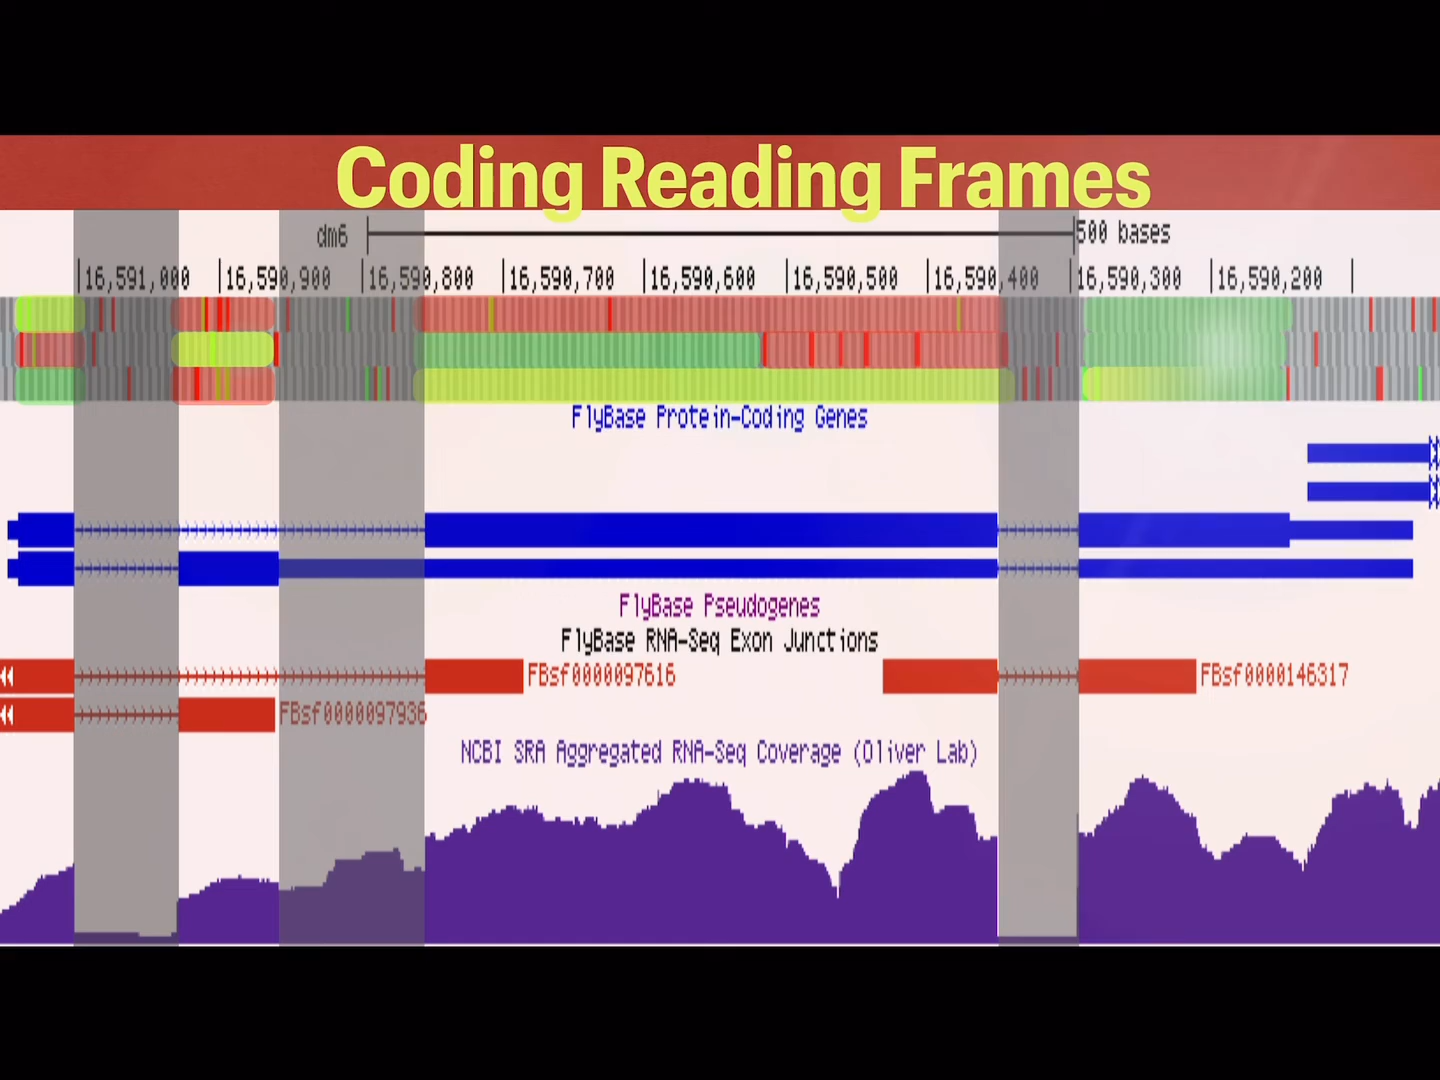 Coding Reading Frames
dm6 500 bases
16,591,000 16,590,900 16,590,800 16,590,700 16,590,600 16,590,500 16,590,400 16,590,300 16,590,200
FlyBase Protein-Coding Genes
FlyBase Pseudogenes
FlyBase RNA-Seq Exon Junctions
FBsf0000097616 FBsf0000146317
FBsf0000097936
NCBI SRA Aggregated RNA-Seq Coverage (Oliver Lab)